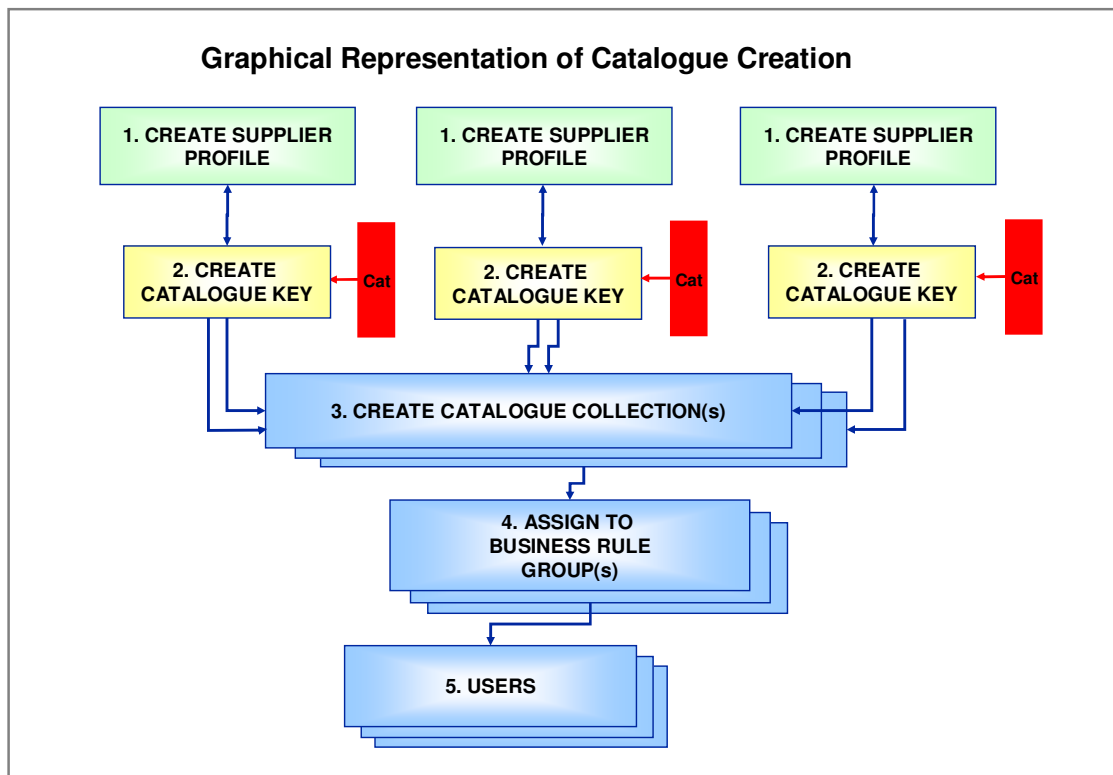 Graphical Representation of Catalogue Creation
1. CREATE SUPPLIER
PROFILE
1. CREATE SUPPLIER
PROFILE
1. CREATE SUPPLIER
PROFILE
2. CREATE
CATALOGUE KEY
Cat
2. CREATE
CATALOGUE KEY
Cat
2. CREATE
CATALOGUE KEY
Cat
3. CREATE CATALOGUE COLLECTION(s)
4. ASSIGN TO
BUSINESS RULE
GROUP(s)
5. USERS